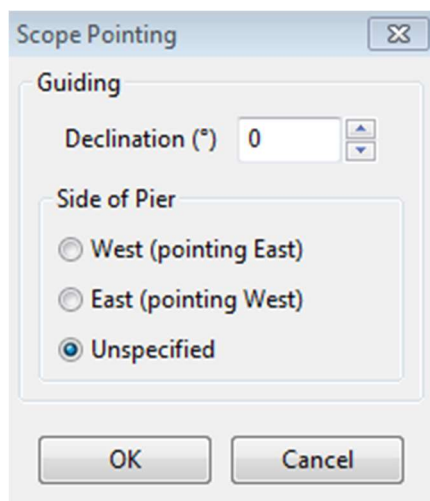 Scope Pointing
Guiding
Declination (°) 0
Side of Pier
West (pointing East)
East (pointing West)
Unspecified
OK Cancel